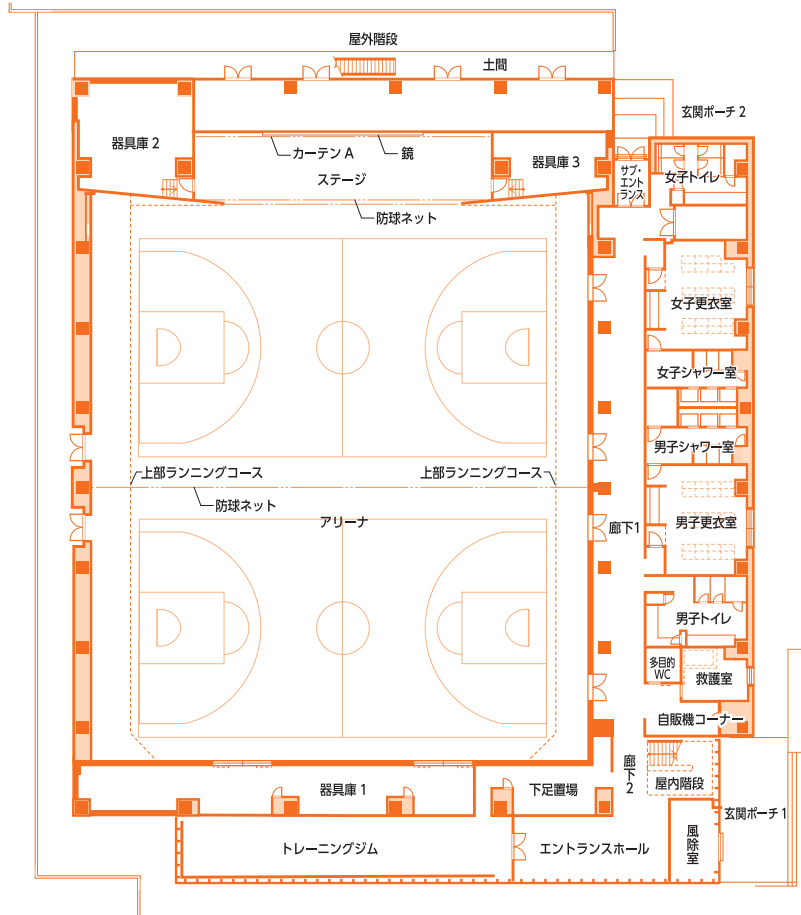 屋外階段
土間
玄関ポーチ2
器具庫2
カーテンA
鏡
器具庫3
サブ・
エント
ランス
女子トイレ
ステージ
防球ネット
女子更衣室
女子シャワー室
男子シャワー室
上部ランニングコース
上部ランニングコース
防球ネット
アリーナ
廊下1
男子更衣室
男子トイレ
多目的
WC
救護室
自販機コーナー
廊下2
屋内階段
器具庫1
下足置場
玄関ポーチ1
トレーニングジム
エントランスホール
風除室